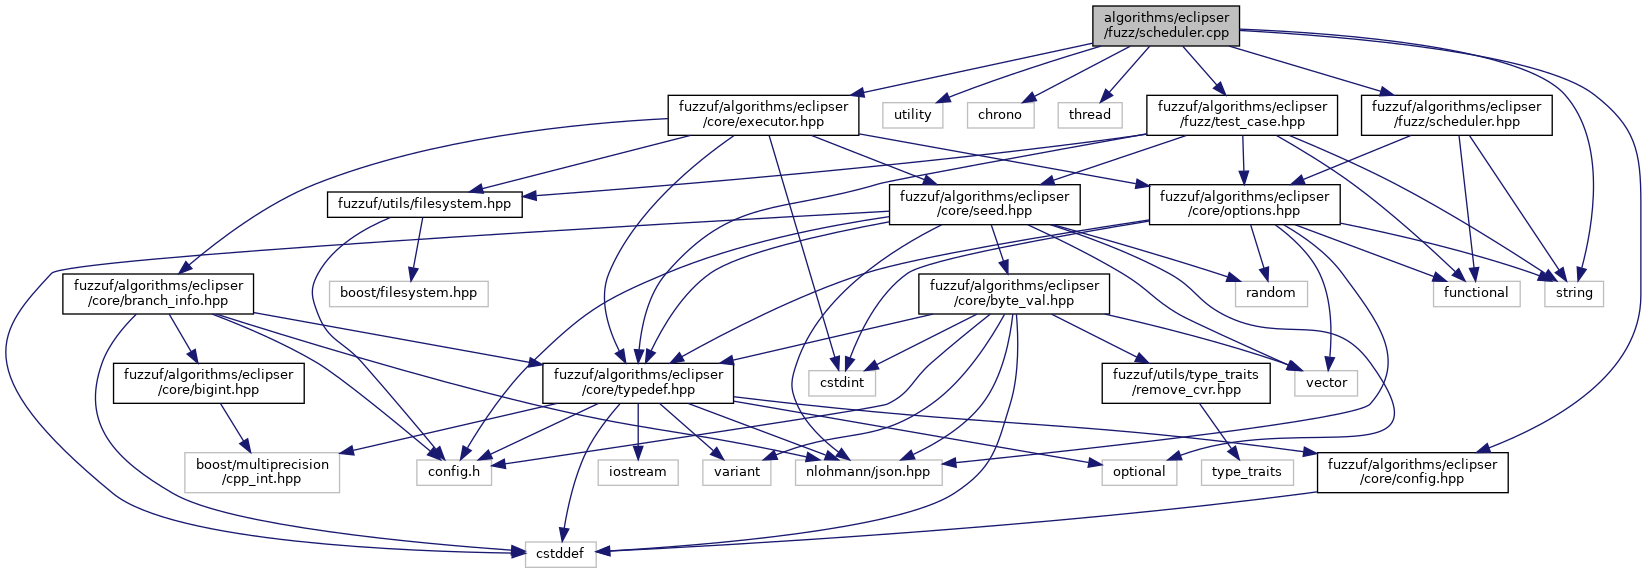 algorithms/eclipser
/fuzz/scheduler.cpp
fuzzuf/algorithms/eclipser
/core/executor.hpp
utility
chrono
thread
fuzzuf/algorithms/eclipser
/fuzz/test_case.hpp
fuzzuf/algorithms/eclipser
/fuzz/scheduler.hpp
fuzzuf/utils/filesystem.hpp
fuzzuf/algorithms/eclipser
/core/seed.hpp
fuzzuf/algorithms/eclipser
/core/options.hpp
fuzzuf/algorithms/eclipser
/core/branch_info.hpp
boost/filesystem.hpp
fuzzuf/algorithms/eclipser
/core/byte_val.hpp
random
functional
string
fuzzuf/algorithms/eclipser
/core/bigint.hpp
fuzzuf/algorithms/eclipser
/core/typedef.hpp
cstdint
fuzzuf/utils/type_traits
/remove_cvr.hpp
vector
boost/multiprecision
/cpp_int.hpp
config.h
iostream
variant
nlohmann/json.hpp
optional
type_traits
fuzzuf/algorithms/eclipser
/core/config.hpp
cstddef